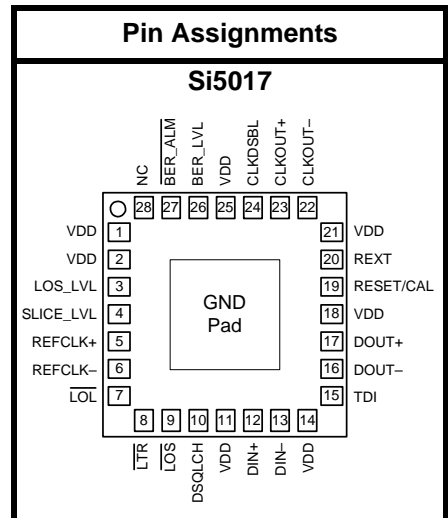 Pin Assignments
Si5017
NC
BER_ALM
BER_LVL
VDD
CLKDSBL
CLKOUT+
CLKOUT–
28 27 26 25 24 23 22
VDD 1
VDD 2
LOS_LVL 3
SLICE_LVL 4
REFCLK+ 5
REFCLK– 6
LOL 7
GND
Pad
21 VDD
20 REXT
19 RESET/CAL
18 VDD
17 DOUT+
16 DOUT–
15 TDI
8 9 10 11 12 13 14
LTR
LOS
DSQLCH
VDD
DIN+
DIN–
VDD